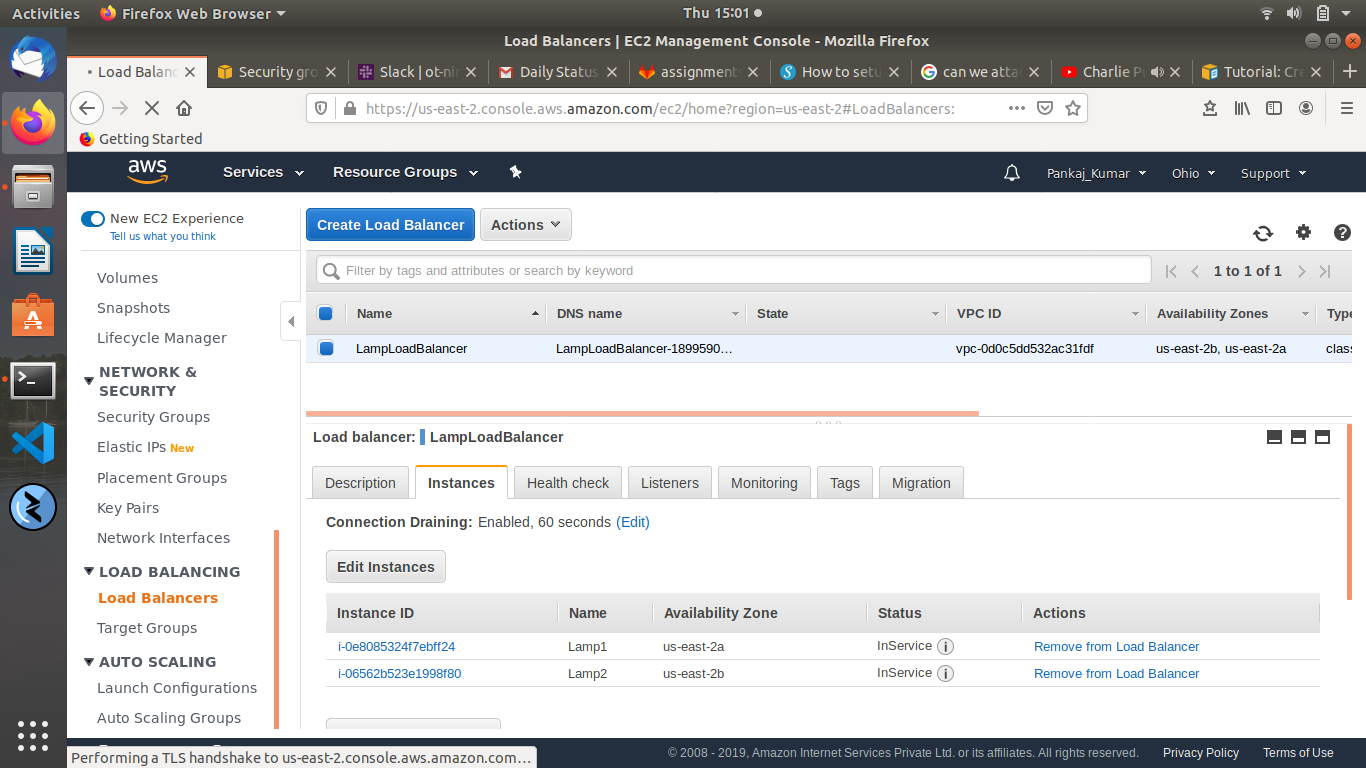 Activities Firefox Web Browser Thu 15:01
Load Balancers | EC2 Management Console - Mozilla Firefox
Load Balanc Security gro Slack | ot-nin Daily Status assignment How to setu can we attac Charlie Pu Tutorial: Cre
https://us-east-2.console.aws.amazon.com/ec2/home?region=us-east-2#LoadBalancers:
Getting Started
aws Services Resource Groups Pankaj_Kumar Ohio Support
New EC2 Experience
Tell us what you think
Volumes
Snapshots
Lifecycle Manager
NETWORK &
SECURITY
Security Groups
Elastic IPs New
Placement Groups
Key Pairs
Network Interfaces
LOAD BALANCING
Load Balancers
Target Groups
AUTO SCALING
Launch Configurations
Auto Scaling Groups
Create Load Balancer Actions
Filter by tags and attributes or search by keyword 1 to 1 of 1
Name DNS name State VPC ID Availability Zones Type
LampLoadBalancer LampLoadBalancer-1899590... vpc-0d0c5dd532ac31fdf us-east-2b, us-east-2a class
Load balancer: LampLoadBalancer
Description Instances Health check Listeners Monitoring Tags Migration
Connection Draining: Enabled, 60 seconds (Edit)
Edit Instances
Instance ID Name Availability Zone Status Actions
i-0e8085324f7ebff24 Lamp1 us-east-2a InService Remove from Load Balancer
i-06562b523e1998f80 Lamp2 us-east-2b InService Remove from Load Balancer
© 2008 - 2019, Amazon Internet Services Private Ltd. or its affiliates. All rights reserved. Privacy Policy Terms of Use
Performing a TLS handshake to us-east-2.console.aws.amazon.com...